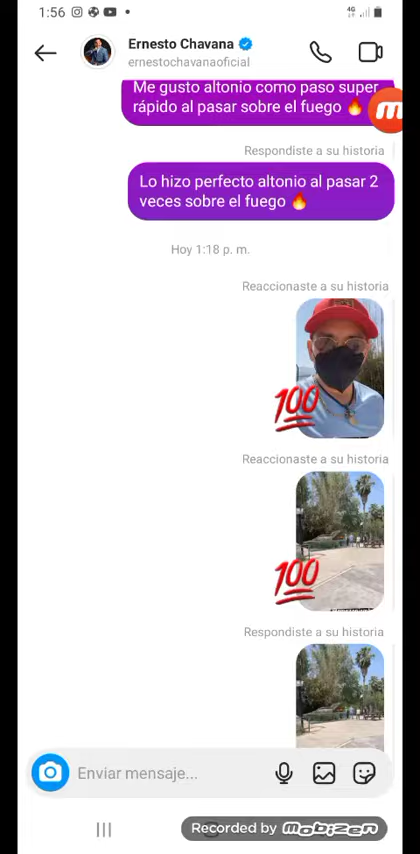 1:56
4G
Ernesto Chavana
ernestochavanaoficial
Me gusto altonio como paso super
rápido al pasar sobre el fuego 🔥
m
Respondiste a su historia
Lo hizo perfecto altonio al pasar 2
veces sobre el fuego 🔥
Hoy 1:18 p. m.
Reaccionaste a su historia
100
Reaccionaste a su historia
100
Respondiste a su historia
Enviar mensaje...
Recorded by mobizen